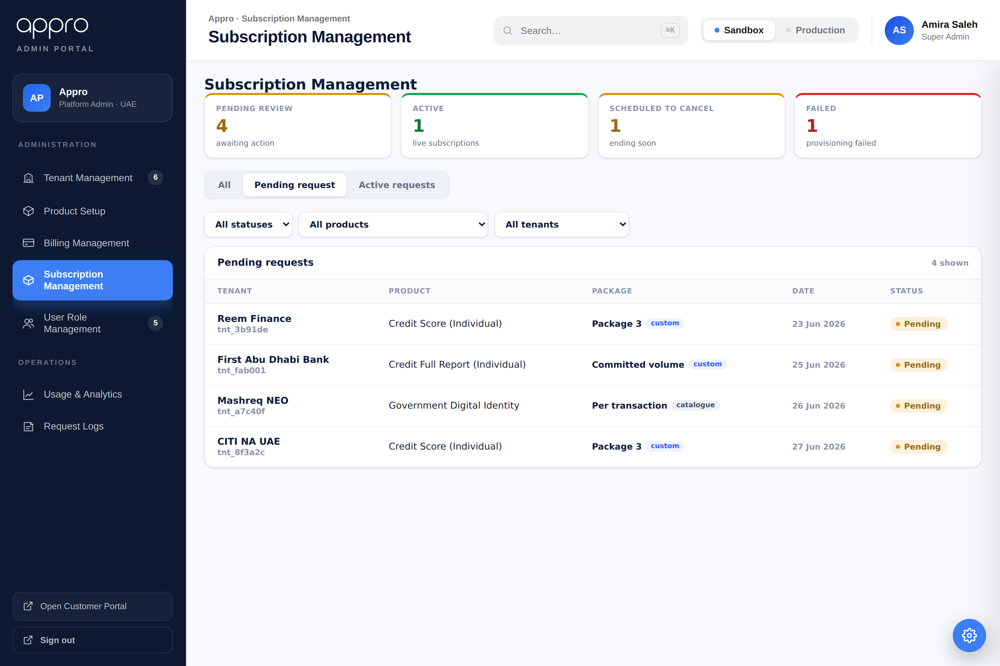 appro
ADMIN PORTAL
AP
Appro
Platform Admin · UAE
ADMINISTRATION
Tenant Management 6
Product Setup
Billing Management
Subscription
Management
User Role
Management
5
OPERATIONS
Usage & Analytics
Request Logs
Open Customer Portal
Sign out
Appro · Subscription Management
Subscription Management
Search… ⌘K
Sandbox Production
AS
Amira Saleh
Super Admin
Subscription Management
PENDING REVIEW
4
awaiting action
ACTIVE
1
live subscriptions
SCHEDULED TO CANCEL
1
ending soon
FAILED
1
provisioning failed
All Pending request Active requests
All statuses All products All tenants
Pending requests 4 shown
TENANT PRODUCT PACKAGE DATE STATUS
Reem Finance
tnt_3b91de
Credit Score (Individual) Package 3 custom 23 Jun 2026 Pending
First Abu Dhabi Bank
tnt_fab001
Credit Full Report (Individual) Committed volume custom 25 Jun 2026 Pending
Mashreq NEO
tnt_a7c40f
Government Digital Identity Per transaction catalogue 26 Jun 2026 Pending
CITI NA UAE
tnt_8f3a2c
Credit Score (Individual) Package 3 custom 27 Jun 2026 Pending